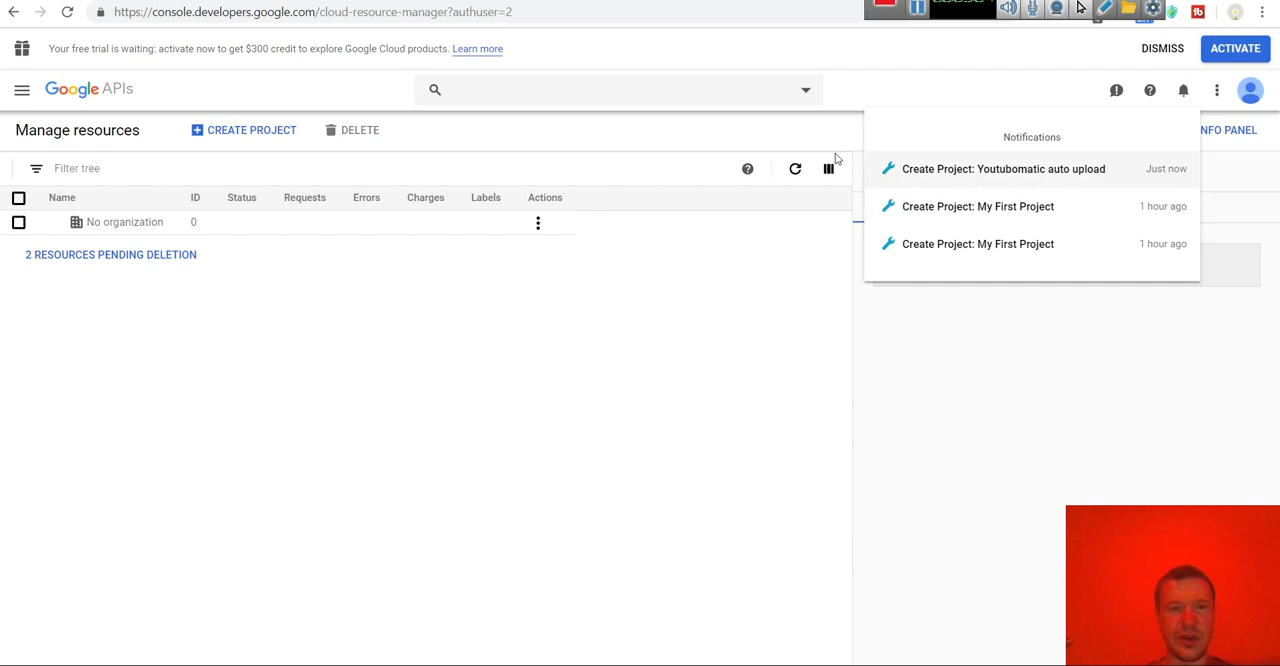 https://console.developers.google.com/cloud-resource-manager?authuser=2
Your free trial is waiting: activate now to get $300 credit to explore Google Cloud products. Learn more
DISMISS
ACTIVATE
Google APIs
Manage resources
CREATE PROJECT
DELETE
NFO PANEL
Notifications
Create Project: Youtubomatic auto upload
Just now
Create Project: My First Project
1 hour ago
Create Project: My First Project
1 hour ago
Filter tree
Name ID Status Requests Errors Charges Labels Actions
No organization 0
2 RESOURCES PENDING DELETION